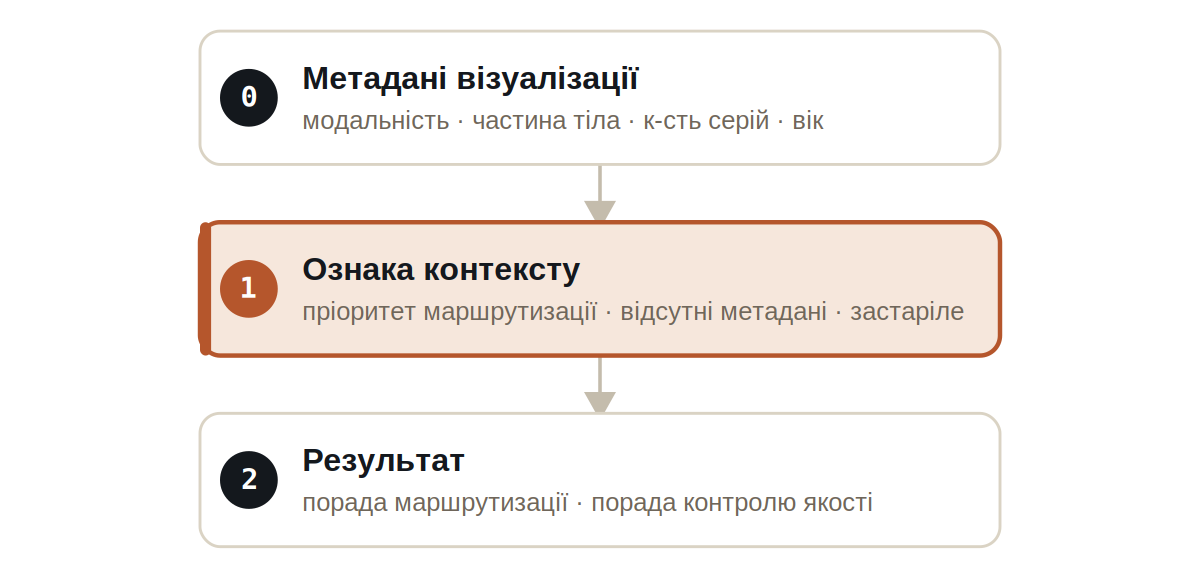 0
Метадані візуалізації
модальність · частина тіла · к-сть серій · вік
1
Ознака контексту
пріоритет маршрутизації · відсутні метадані · застаріле
2
Результат
порада маршрутизації · порада контролю якості